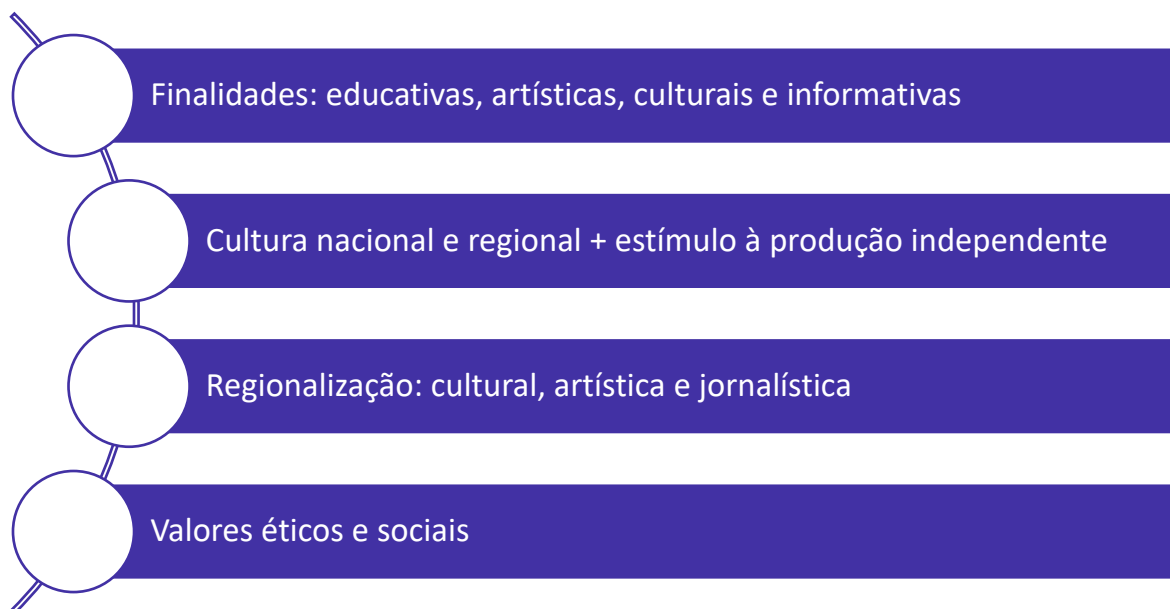 Finalidades: educativas, artísticas, culturais e informativas
Cultura nacional e regional + estímulo à produção independente
Regionalização: cultural, artística e jornalística
Valores éticos e sociais